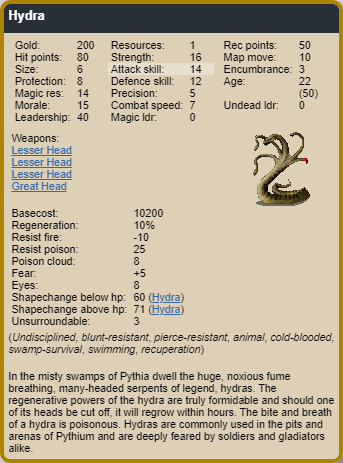 Hydra
Gold: 200 Resources: 1 Rec points: 50
Hit points: 80 Strength: 16 Map move: 10
Size: 6 Attack skill: 14 Encumbrance: 3
Protection: 8 Defence skill: 12 Age: 22
Magic res: 14 Precision: 5 (50)
Morale: 15 Combat speed: 7 Undead ldr: 0
Leadership: 40 Magic ldr: 0
Weapons:
Lesser Head
Lesser Head
Lesser Head
Great Head
Basecost: 10200
Regeneration: 10%
Resist fire: -10
Resist poison: 25
Poison cloud: 8
Fear: +5
Eyes: 8
Shapechange below hp: 60 (Hydra)
Shapechange above hp: 71 (Hydra)
Unsurroundable: 3
(Undisciplined, blunt-resistant, pierce-resistant, animal, cold-blooded,
swamp-survival, swimming, recuperation)
In the misty swamps of Pythia dwell the huge, noxious fume
breathing, many-headed serpents of legend, hydras. The
regenerative powers of the hydra are truly formidable and should one
of its heads be cut off, it will regrow within hours. The bite and breath
of a hydra is poisonous. Hydras are commonly used in the pits and
arenas of Pythium and are deeply feared by soldiers and gladiators
alike.